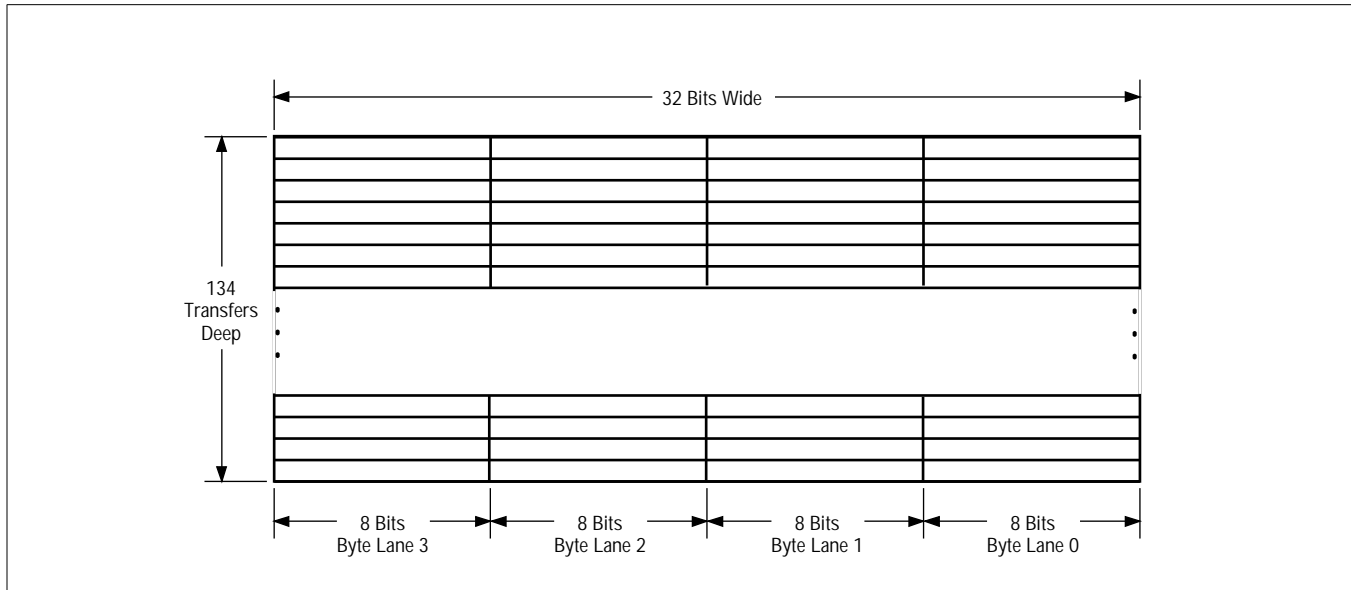 32 Bits Wide
134
Transfers
Deep
8 Bits
Byte Lane 3
8 Bits
Byte Lane 2
8 Bits
Byte Lane 1
8 Bits
Byte Lane 0